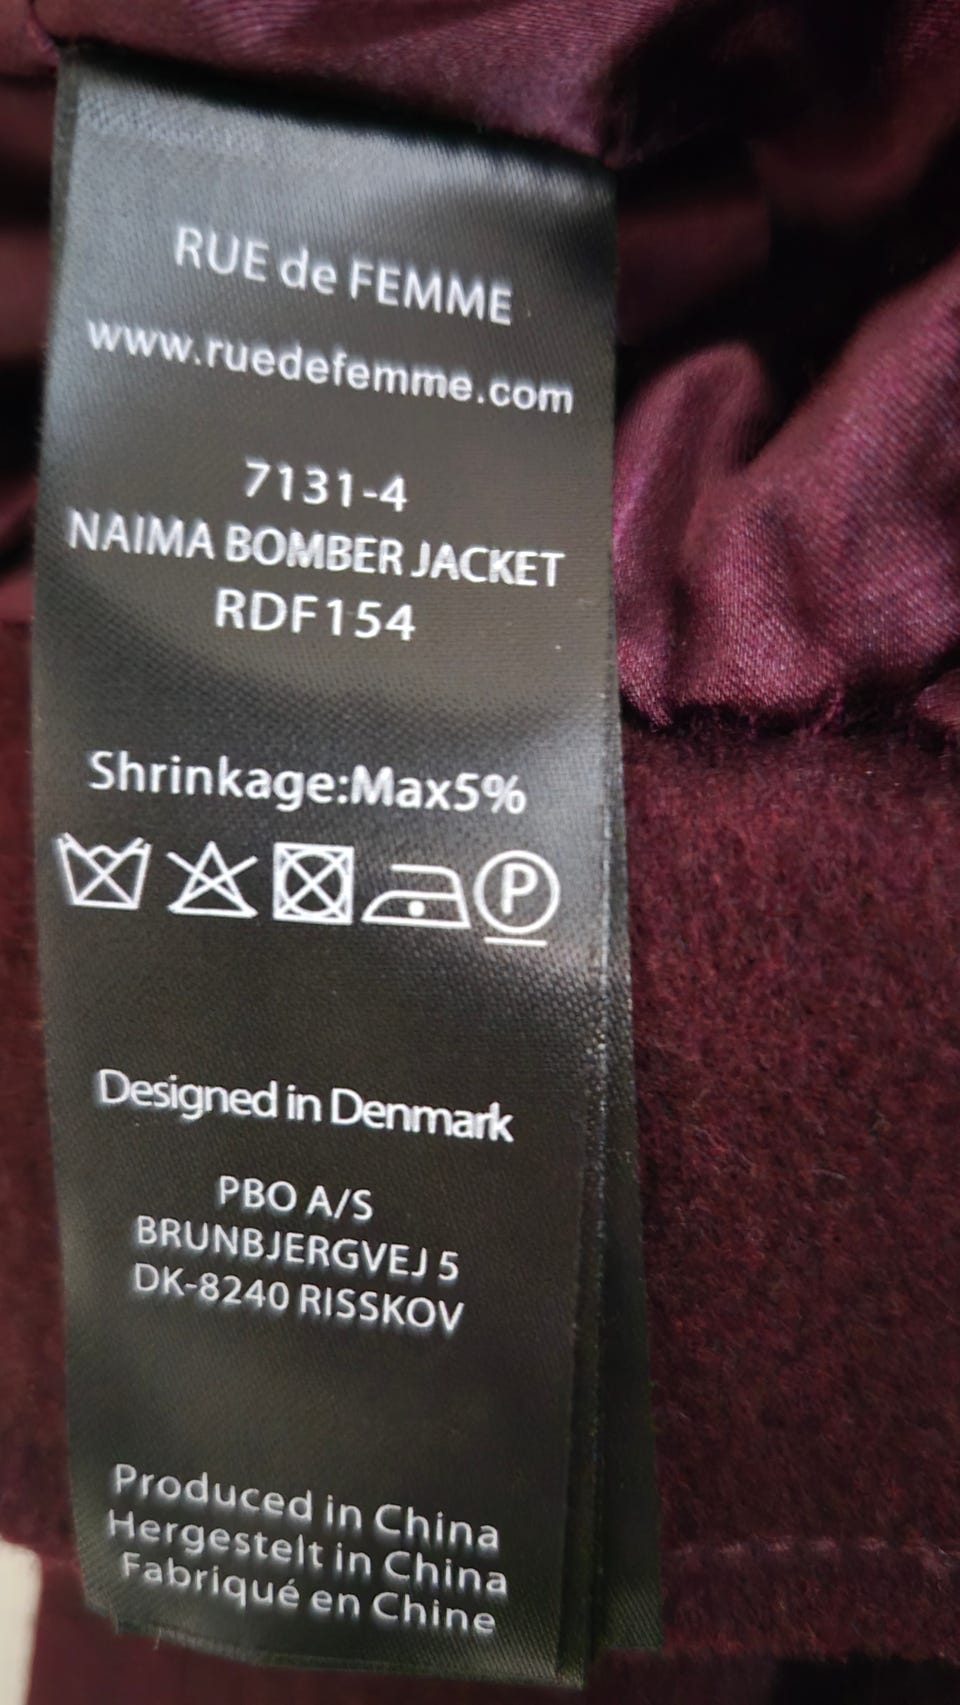 RUE de FEMME
www.ruedefemme.com
7131-4
NAIMA BOMBER JACKET
RDF154
Shrinkage:Max5%
P
Designed in Denmark
PBO A/S
BRUNBJERGVEJ 5
DK-8240 RISSKOV
Produced in China
Hergestelt in China
Fabriqué en Chine